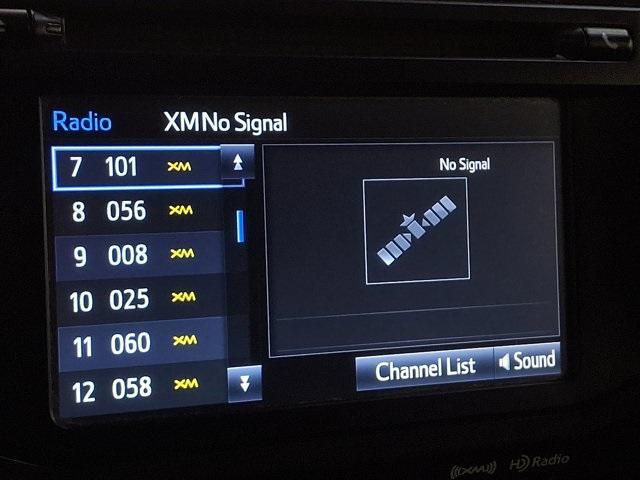 Radio XM No Signal
7 101 XM
8 056 XM
9 008 XM
10 025 XM
11 060 XM
12 058 XM
No Signal
Channel List Sound
((XM)) HD Radio